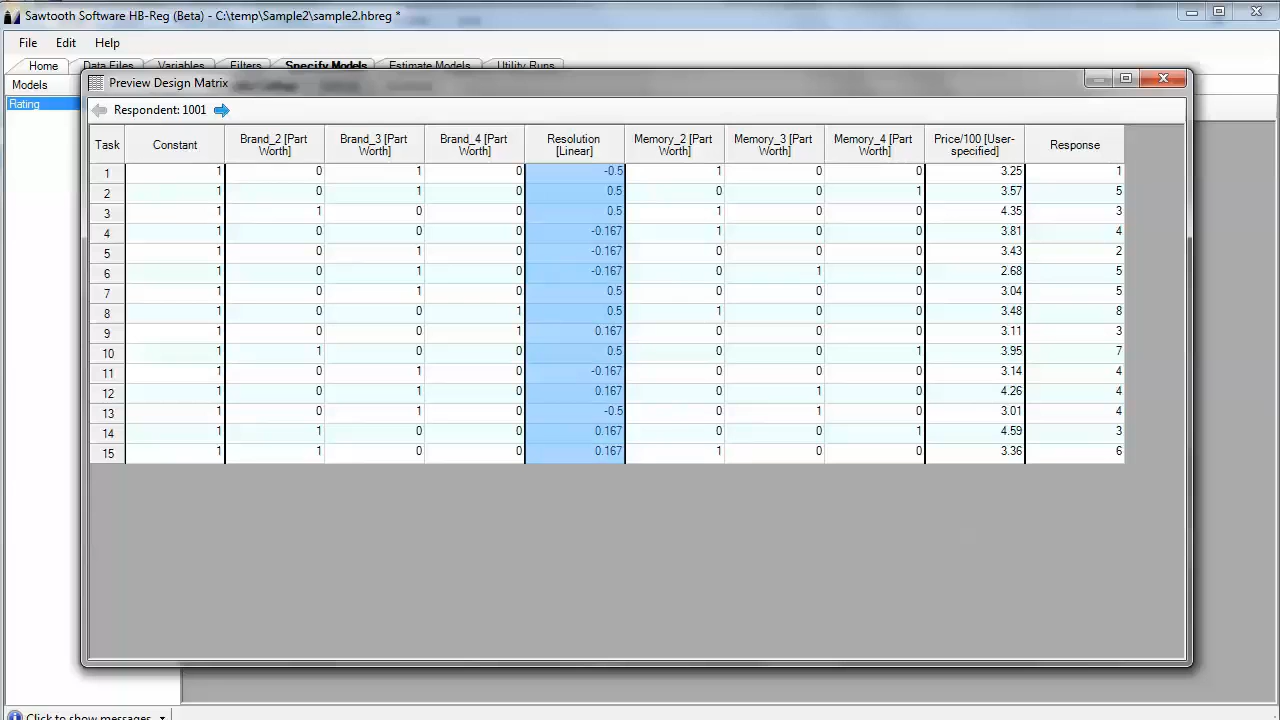 Sawtooth Software HB-Reg (Beta) - C:\temp\Sample2\sample2.hbreg *
File Edit Help
Home Data Files Variables Filters Specify Models Estimate Models Utility Runs
Models
Rating
Preview Design Matrix
Respondent: 1001
Task Constant Brand_2 [Part Worth] Brand_3 [Part Worth] Brand_4 [Part Worth] Resolution [Linear] Memory_2 [Part Worth] Memory_3 [Part Worth] Memory_4 [Part Worth] Price/100 [User-specified] Response
1 1 0 1 0 -0.5 1 0 0 3.25 1
2 1 0 1 0 0.5 0 0 1 3.57 5
3 1 1 0 0 0.5 1 0 0 4.35 3
4 1 0 1 0 -0.167 1 0 0 3.81 4
5 1 0 1 0 -0.167 0 0 0 3.43 2
6 1 0 1 0 -0.167 0 1 0 2.68 5
7 1 0 1 0 0.5 0 0 0 3.04 5
8 1 0 0 1 0.5 1 0 0 3.48 8
9 1 0 0 1 0.167 0 0 0 3.11 3
10 1 1 0 0 0.5 0 0 1 3.95 7
11 1 0 1 0 -0.167 0 0 0 3.14 4
12 1 0 1 0 0.167 0 1 0 4.26 4
13 1 0 1 0 -0.5 0 1 0 3.01 4
14 1 1 0 0 0.167 0 0 1 4.59 3
15 1 1 0 0 0.167 1 0 0 3.36 6
Click to show messages